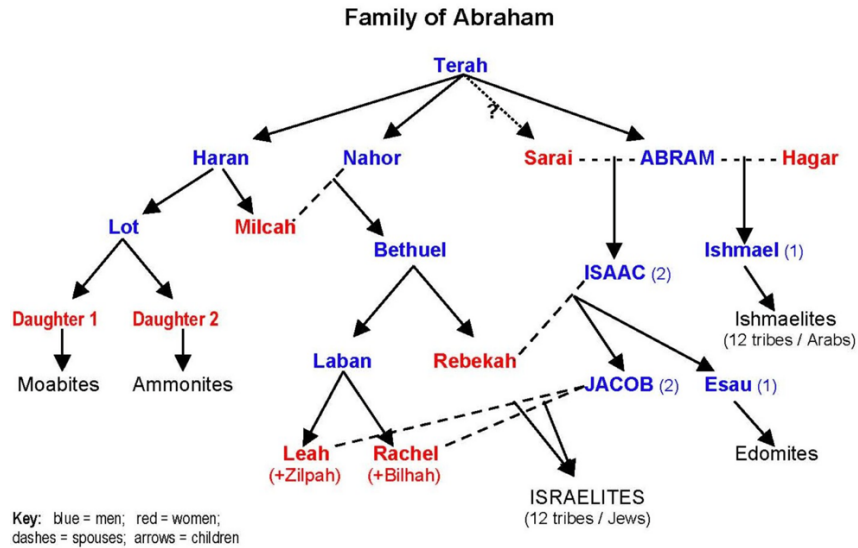 Family of Abraham
Terah
?
Haran Nahor Sarai ABRAM Hagar
Lot Milcah
Bethuel Ishmael (1)
ISAAC (2)
Daughter 1 Daughter 2 Ishmaelites
(12 tribes / Arabs)
Laban Rebekah
Moabites Ammonites JACOB (2) Esau (1)
Leah Rachel Edomites
(+Zilpah) (+Bilhah)
ISRAELITES
(12 tribes / Jews)
Key: blue = men; red = women;
dashes = spouses; arrows = children